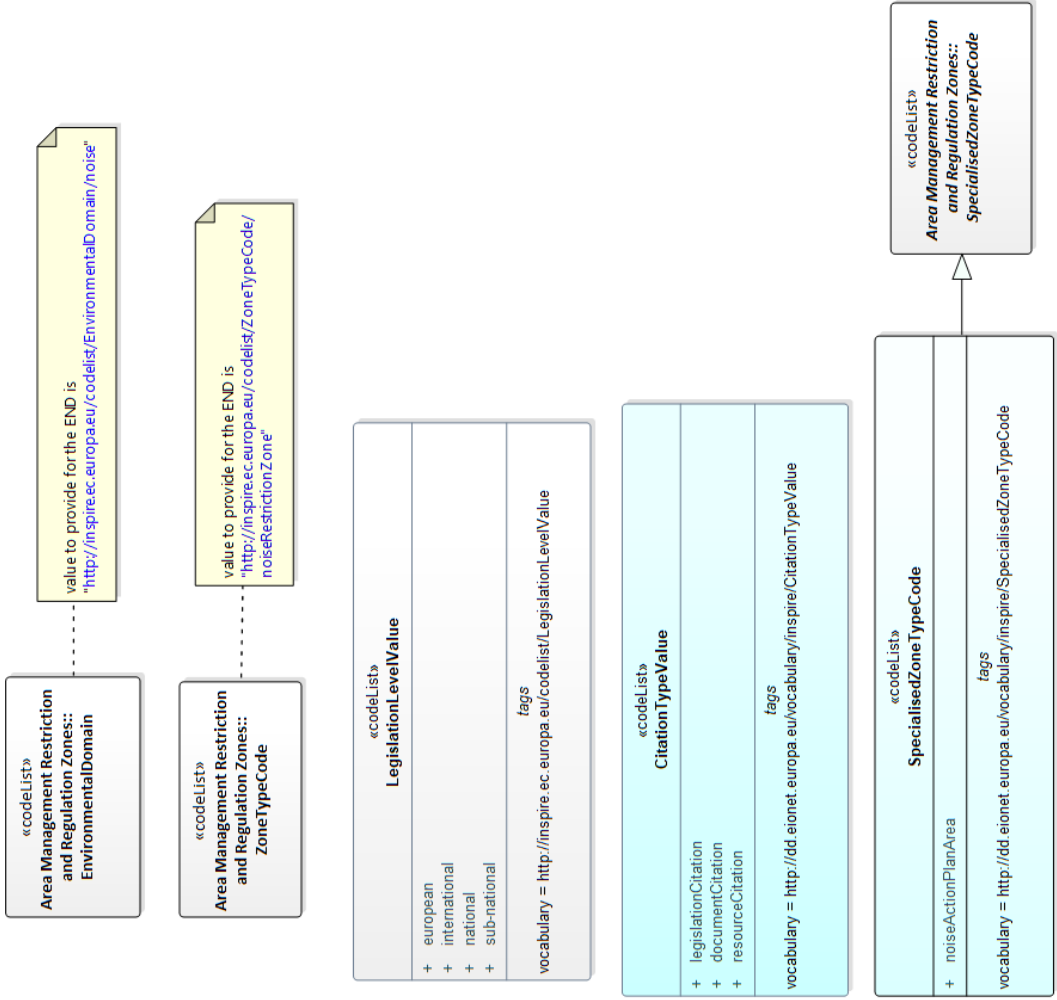 «codeList»
Area Management Restriction
and Regulation Zones::
EnvironmentalDomain
value to provide for the END is
"http://inspire.ec.europa.eu/codelist/EnvironmentalDomain/noise"
«codeList»
Area Management Restriction
and Regulation Zones::
ZoneTypeCode
value to provide for the END is
"http://inspire.ec.europa.eu/codelist/ZoneTypeCode/
noiseRestrictionZone"
«codeList»
LegislationLevelValue
+ european
+ international
+ national
+ sub-national
tags
vocabulary = http://inspire.ec.europa.eu/codelist/LegislationLevelValue
«codeList»
CitationTypeValue
+ legislationCitation
+ documentCitation
+ resourceCitation
tags
vocabulary = http://dd.eionet.europa.eu/vocabulary/inspire/CitationTypeValue
«codeList»
SpecialisedZoneTypeCode
+ noiseActionPlanArea
tags
vocabulary = http://dd.eionet.europa.eu/vocabulary/inspire/SpecialisedZoneTypeCode
«codeList»
Area Management Restriction
and Regulation Zones::
SpecialisedZoneTypeCode